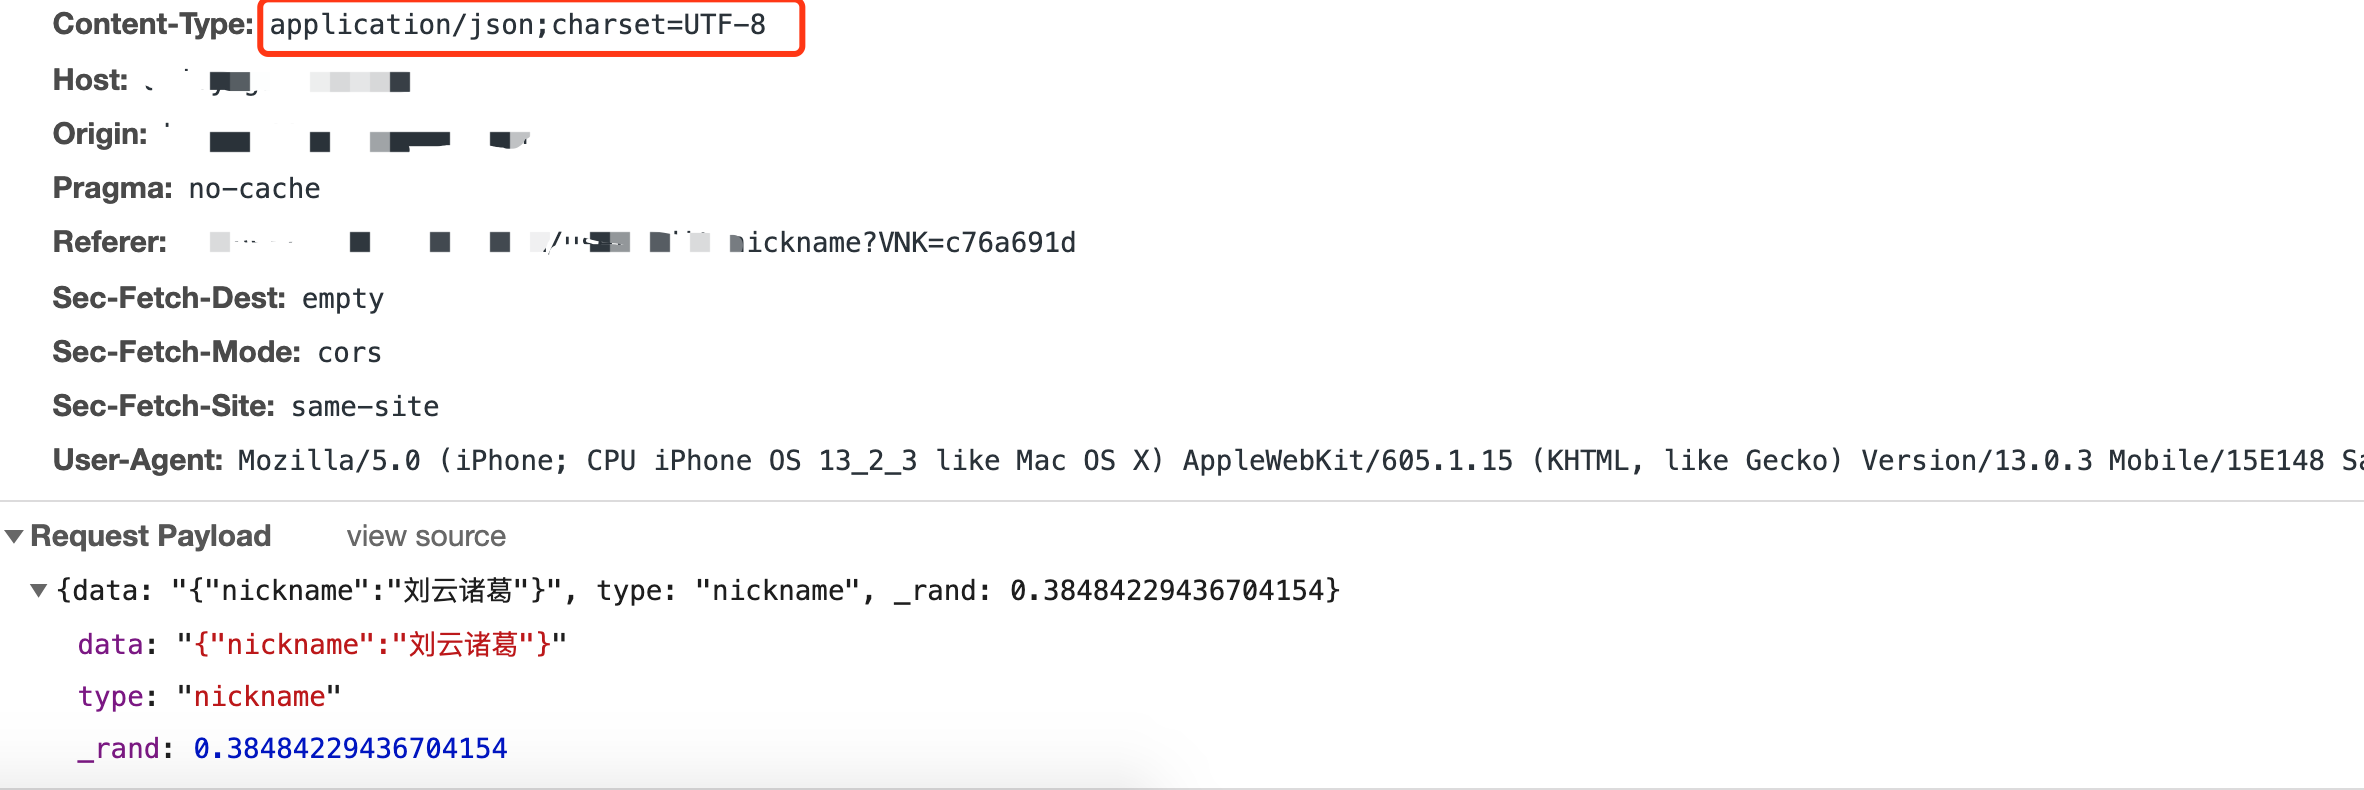 Content-Type: application/json;charset=UTF-8
Host:
Origin:
Pragma: no-cache
Referer: nickname?VNK=c76a691d
Sec-Fetch-Dest: empty
Sec-Fetch-Mode: cors
Sec-Fetch-Site: same-site
User-Agent: Mozilla/5.0 (iPhone; CPU iPhone OS 13_2_3 like Mac OS X) AppleWebKit/605.1.15 (KHTML, like Gecko) Version/13.0.3 Mobile/15E148
Request Payload view source
{data: "{"nickname":"刘云诸葛"}", type: "nickname", _rand: 0.38484229436704154}
data: "{"nickname":"刘云诸葛"}"
type: "nickname"
_rand: 0.38484229436704154